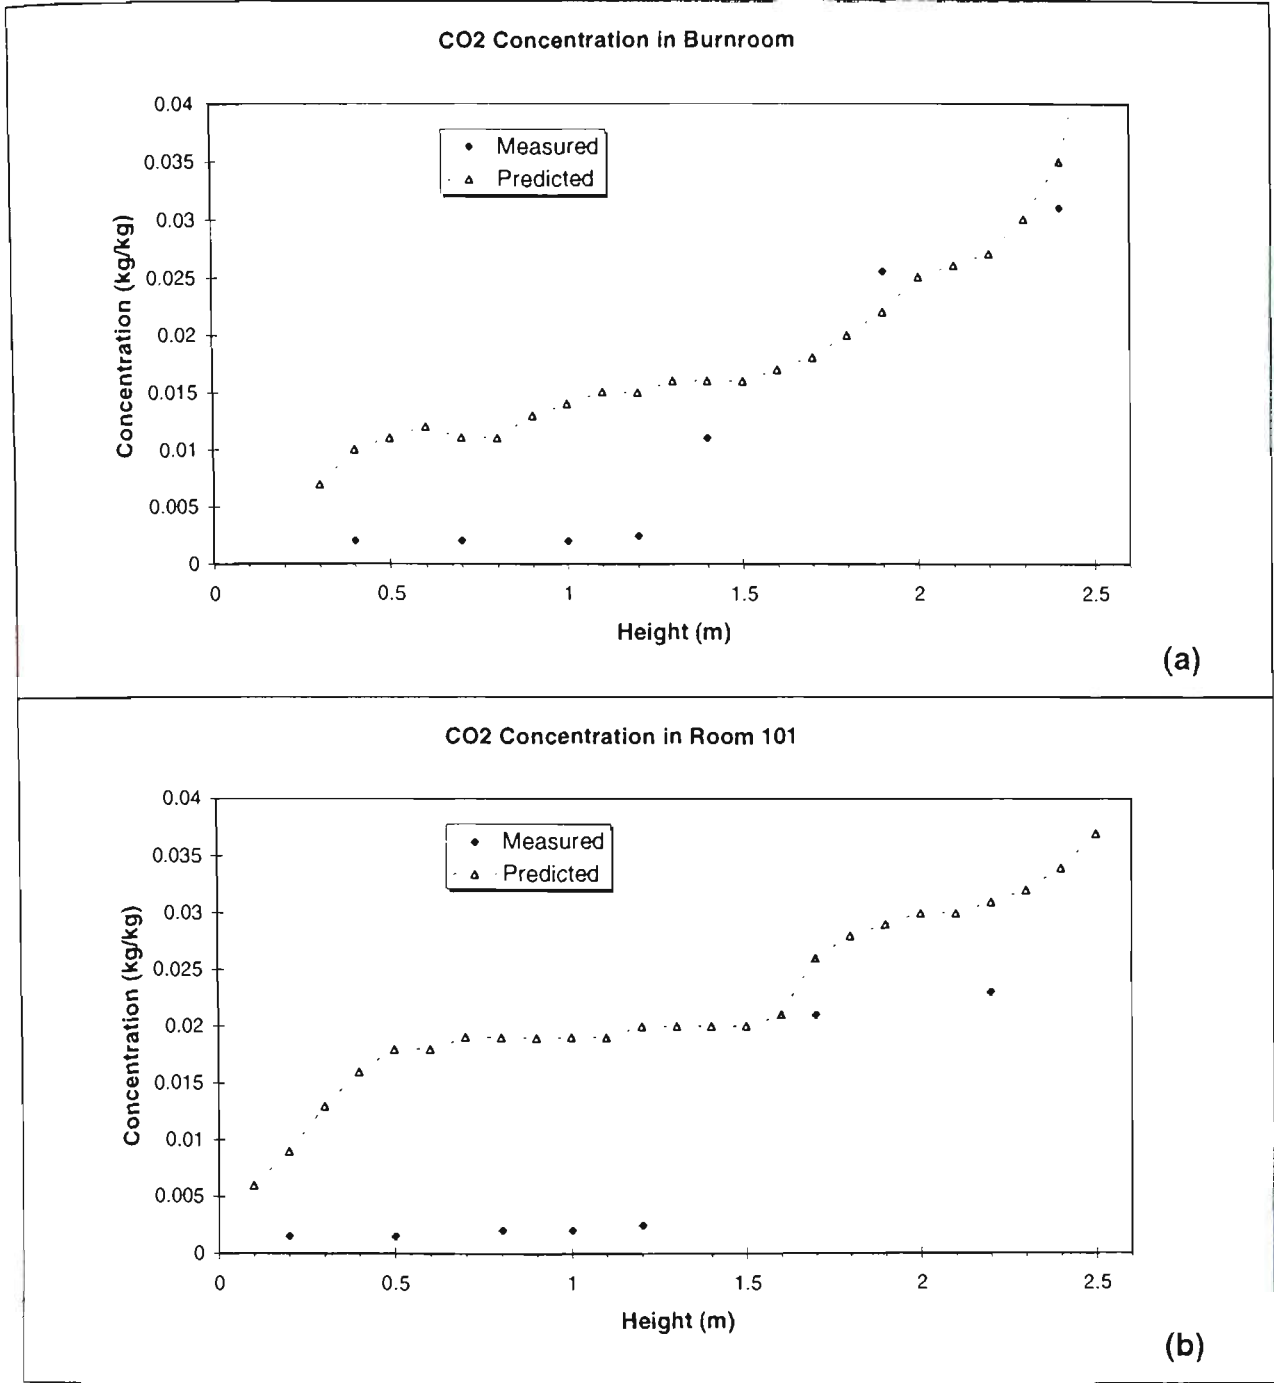 CO2 Concentration in Burnroom
0.04
0.035
0.03
0.025
0.02
0.015
0.01
0.005
0
Concentration (kg/kg)
Measured
Predicted
0 0.5 1 1.5 2 2.5
Height (m)
(a)
CO2 Concentration in Room 101
0.04
0.035
0.03
0.025
0.02
0.015
0.01
0.005
0
Concentration (kg/kg)
Measured
Predicted
0 0.5 1 1.5 2 2.5
Height (m)
(b)